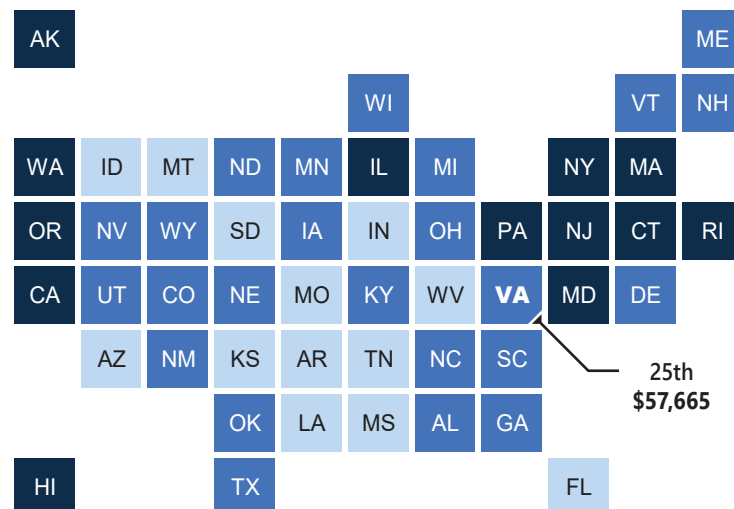 AK ME
WI VT NH
WA ID MT ND MN IL MI NY MA
OR NV WY SD IA IN OH PA NJ CT RI
CA UT CO NE MO KY WV VA MD DE
AZ NM KS AR TN NC SC
25th
$57,665
OK LA MS AL GA
HI TX FL